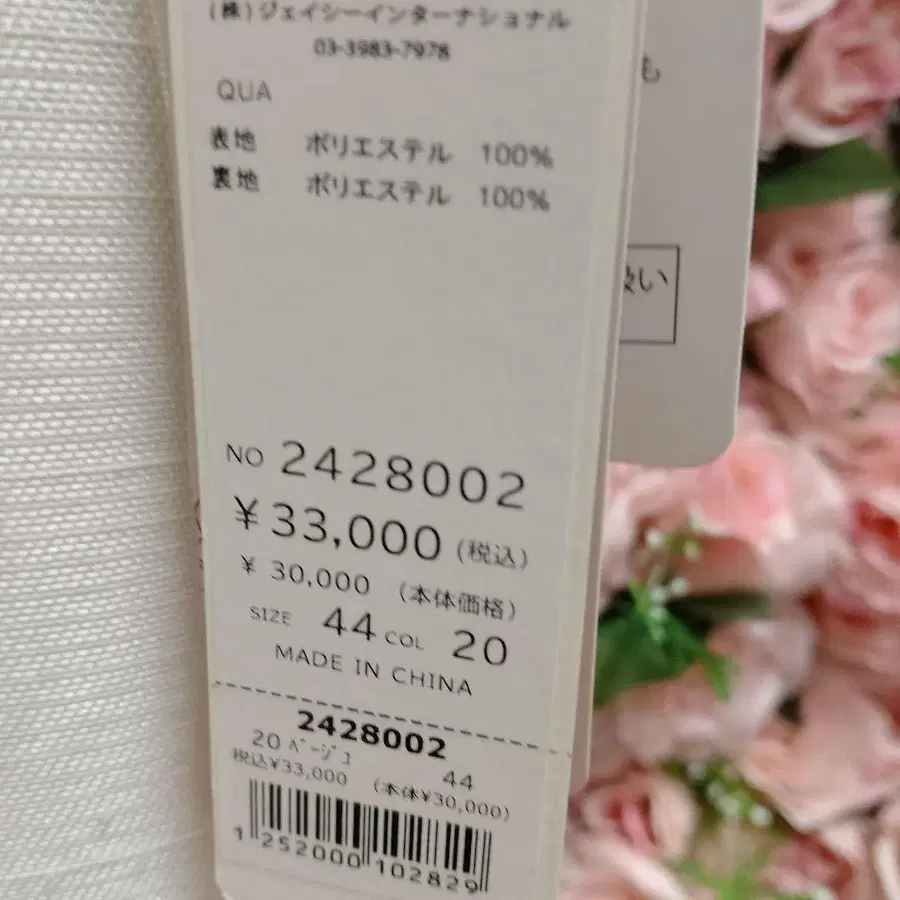 (株)ジェイシーインターナショナル
03-3983-7978
QUA
表地 ポリエステル 100%
裏地 ポリエステル 100%
NO 2428002
¥33,000 (税込)
¥ 30,000 (本体価格)
SIZE 44 COL 20
MADE IN CHINA
2428002
20 ベージュ 44
税込¥33,000 (本体¥30,000)
1 252000 102829
も
扱い